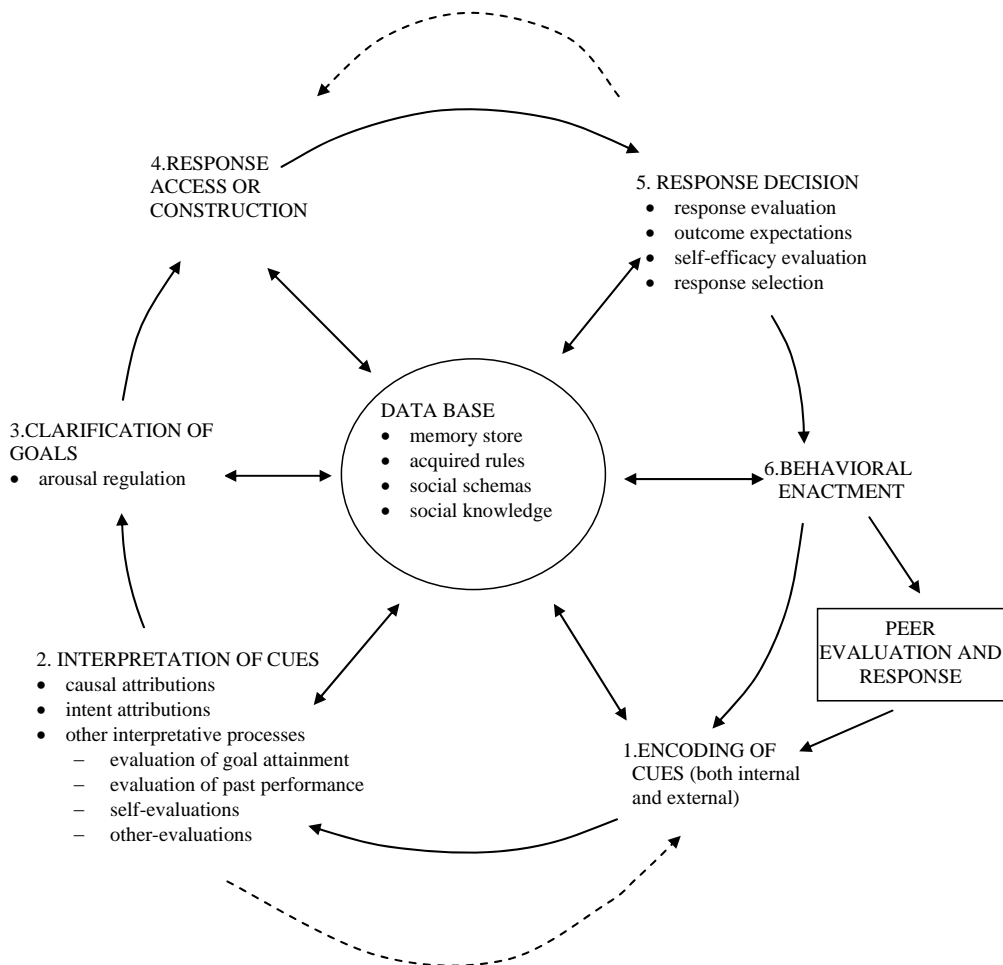 4.RESPONSE
ACCESS OR
CONSTRUCTION
5. RESPONSE DECISION
• response evaluation
• outcome expectations
• self-efficacy evaluation
• response selection
DATA BASE
• memory store
• acquired rules
• social schemas
• social knowledge
3.CLARIFICATION OF
GOALS
• arousal regulation
6.BEHAVIORAL
ENACTMENT
PEER
EVALUATION AND
RESPONSE
2. INTERPRETATION OF CUES
• causal attributions
• intent attributions
• other interpretative processes
– evaluation of goal attainment
– evaluation of past performance
– self-evaluations
– other-evaluations
1.ENCODING OF
CUES (both internal
and external)